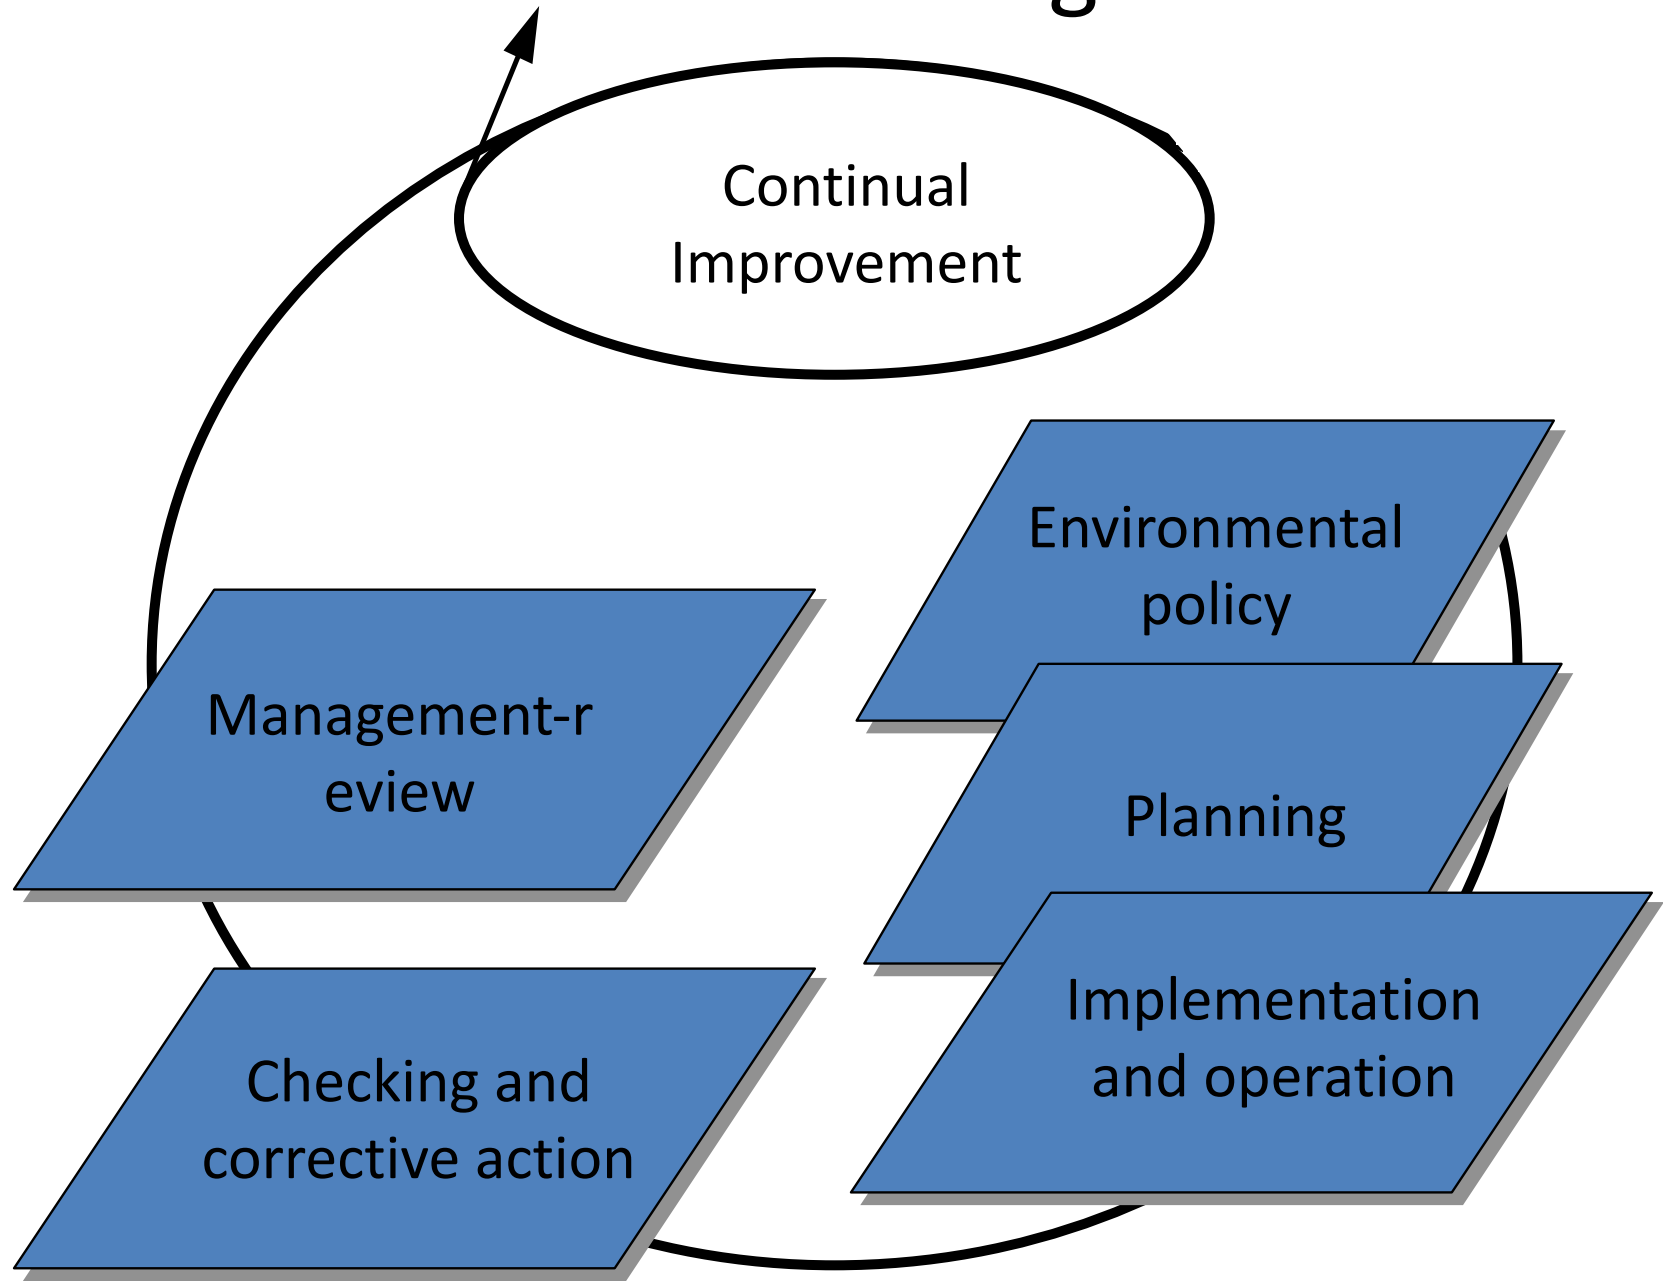 Continual
Improvement
Environmental
policy
Management-r
eview
Planning
Implementation
and operation
Checking and
corrective action